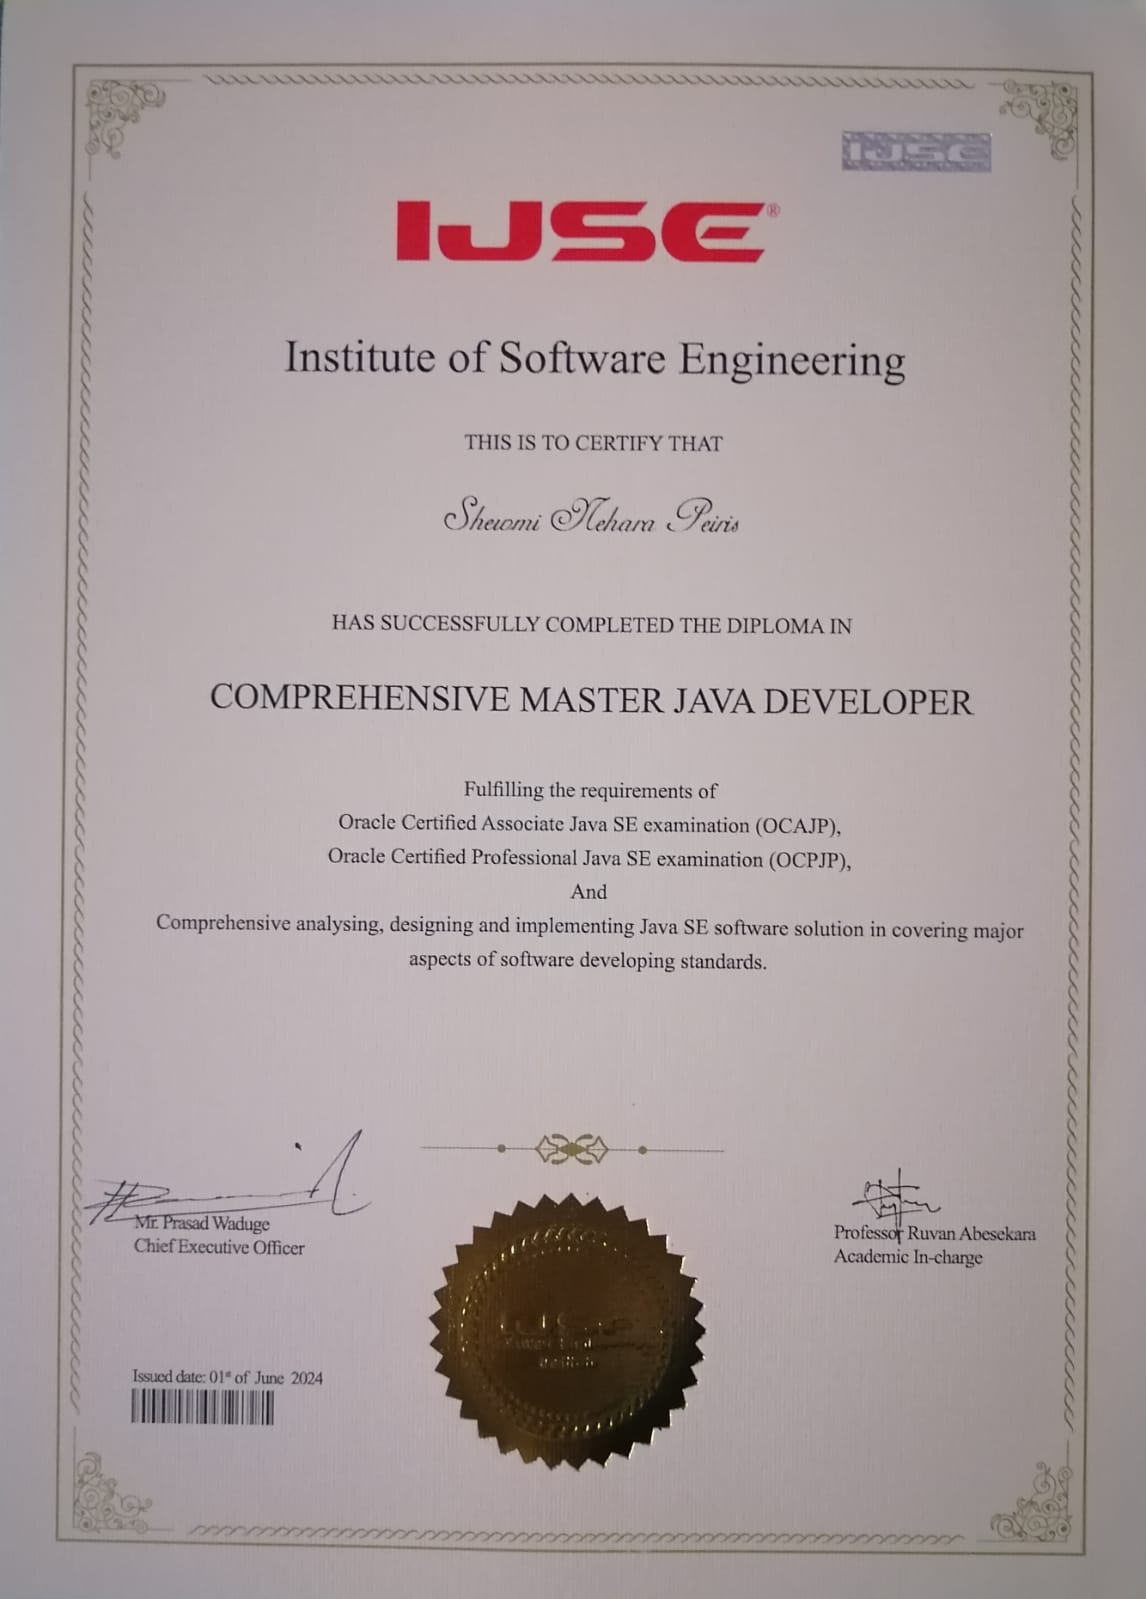 IJSE
IJSE®
Institute of Software Engineering
THIS IS TO CERTIFY THAT
Shewmi Nehara Peiris
HAS SUCCESSFULLY COMPLETED THE DIPLOMA IN
COMPREHENSIVE MASTER JAVA DEVELOPER
Fulfilling the requirements of
Oracle Certified Associate Java SE examination (OCAJP),
Oracle Certified Professional Java SE examination (OCPJP),
And
Comprehensive analysing, designing and implementing Java SE software solution in covering major
aspects of software developing standards.
Mr. Prasad Waduge
Chief Executive Officer
Professor Ruvan Abesekara
Academic In-charge
IJSE
Issued date: 01st of June 2024